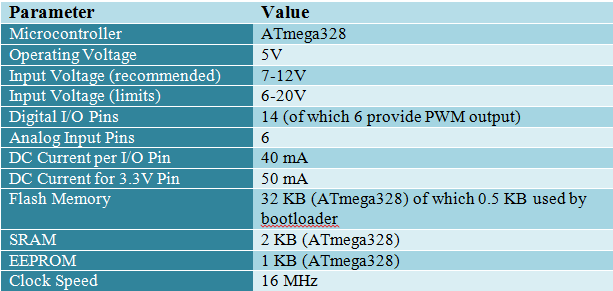 Parameter Value
Microcontroller ATmega328
Operating Voltage 5V
Input Voltage (recommended) 7-12V
Input Voltage (limits) 6-20V
Digital I/O Pins 14 (of which 6 provide PWM output)
Analog Input Pins 6
DC Current per I/O Pin 40 mA
DC Current for 3.3V Pin 50 mA
Flash Memory 32 KB (ATmega328) of which 0.5 KB used by
bootloader
SRAM 2 KB (ATmega328)
EEPROM 1 KB (ATmega328)
Clock Speed 16 MHz